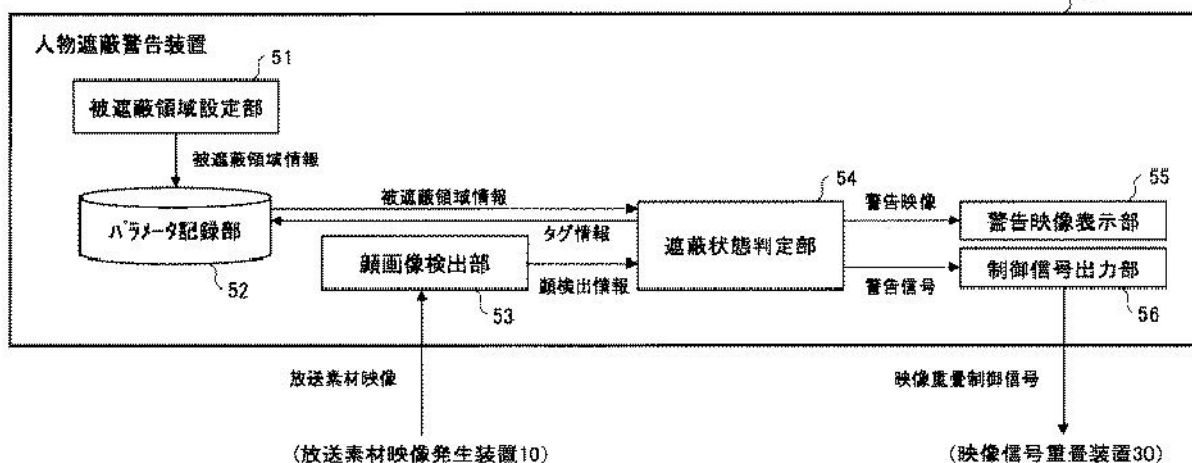 人物遮蔽警告装置
51
被遮蔽領域設定部
被遮蔽領域情報
パラメータ記録部
52
被遮蔽領域情報
タグ情報
顔画像検出部
53
顔検出情報
54
遮蔽状態判定部
警告映像
55
警告映像表示部
警告信号
制御信号出力部
56
放送素材映像
映像重畳制御信号
(放送素材映像発生装置10)
(映像信号重畳装置30)